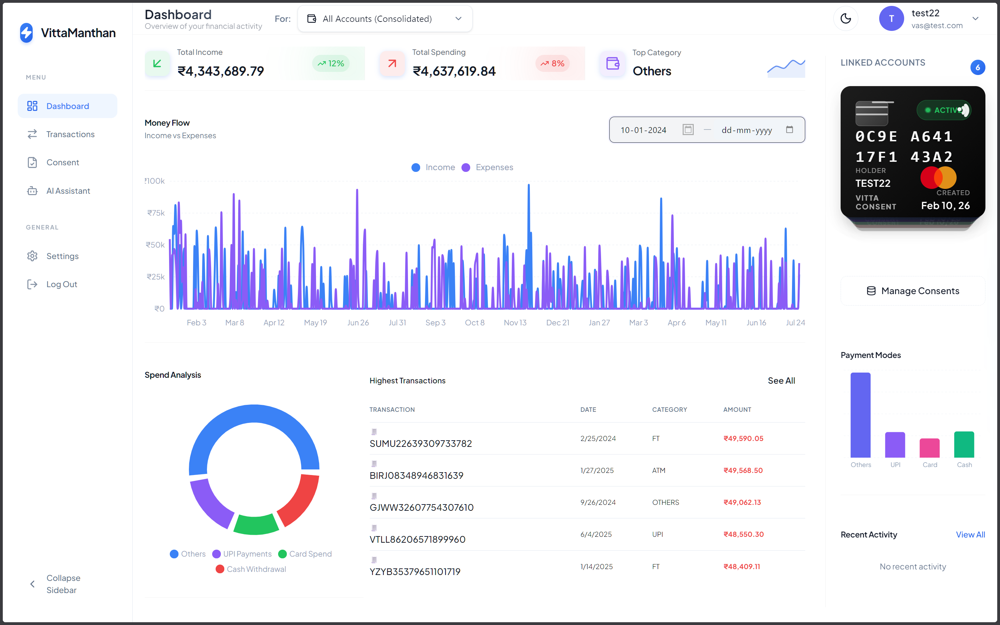 VittaManthan
MENU
Dashboard
Transactions
Consent
AI Assistant
GENERAL
Settings
Log Out
Collapse
Sidebar
Dashboard
Overview of your financial activity
For:
All Accounts (Consolidated)
T
test22
vas@test.com
Total Income
₹4,343,689.79
12%
Total Spending
₹4,637,619.84
8%
Top Category
Others
Money Flow
Income vs Expenses
10-01-2024 — dd-mm-yyyy
Income Expenses
₹100k
₹75k
₹50k
₹25k
₹0
Feb 3 Mar 8 Apr 12 May 19 Jun 26 Jul 31 Sep 3 Oct 8 Nov 13 Dec 21 Jan 27 Mar 3 Apr 6 May 11 Jun 16 Jul 24
Spend Analysis
Others UPI Payments Card Spend
Cash Withdrawal
Highest Transactions
See All
TRANSACTION DATE CATEGORY AMOUNT
SUMU22639309733782 2/25/2024 FT ₹49,590.05
BIRJ08348946831639 1/27/2025 ATM ₹49,568.50
GJWW32607754307610 9/26/2024 OTHERS ₹49,062.13
VTLL86206571899960 6/4/2025 UPI ₹48,550.30
YZYB35379651101719 1/14/2025 FT ₹48,409.11
LINKED ACCOUNTS
6
ACTIVE
0C9E A641
17F1 43A2
HOLDER
TEST22
VITTA
CONSENT
CREATED
Feb 10, 26
Manage Consents
Payment Modes
Others UPI Card Cash
Recent Activity
View All
No recent activity